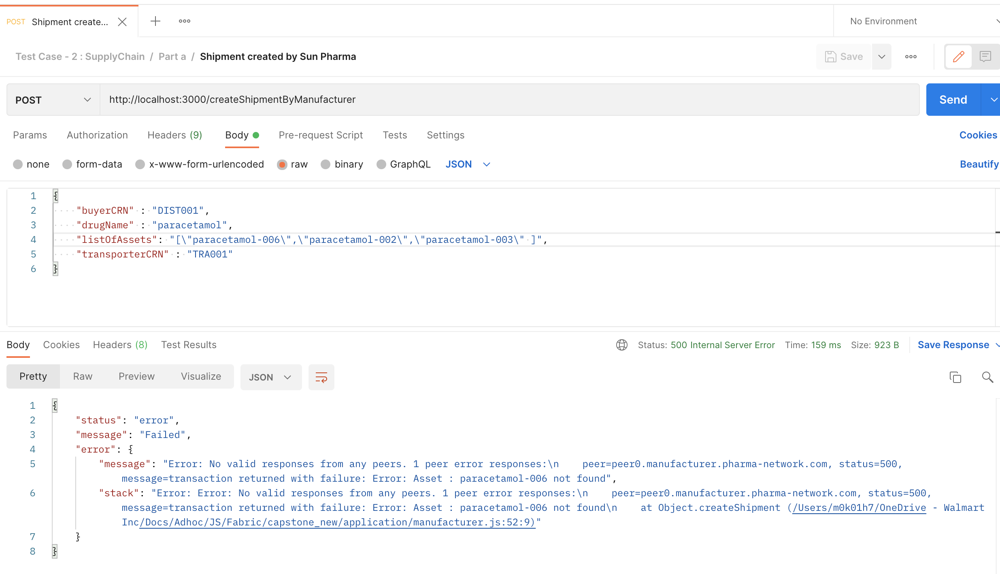 POST Shipment create...
No Environment
Test Case - 2 : SupplyChain / Part a / Shipment created by Sun Pharma
Save
POST
http://localhost:3000/createShipmentByManufacturer
Send
Params Authorization Headers (9) Body Pre-request Script Tests Settings
Cookies
none form-data x-www-form-urlencoded raw binary GraphQL JSON
Beautify
1 {
2 "buyerCRN" : "DIST001",
3 "drugName" : "paracetamol",
4 "listOfAssets": "[\"paracetamol-006\",\"paracetamol-002\",\"paracetamol-003\" ]",
5 "transporterCRN" : "TRA001"
6 }
Body Cookies Headers (8) Test Results
Status: 500 Internal Server Error Time: 159 ms Size: 923 B Save Response
Pretty Raw Preview Visualize JSON
1 {
2 "status": "error",
3 "message": "Failed",
4 "error": {
5 "message": "Error: No valid responses from any peers. 1 peer error responses:\n    peer=peer0.manufacturer.pharma-network.com, status=500,
message=transaction returned with failure: Error: Asset : paracetamol-006 not found",
6 "stack": "Error: Error: No valid responses from any peers. 1 peer error responses:\n    peer=peer0.manufacturer.pharma-network.com, status=500,
message=transaction returned with failure: Error: Asset : paracetamol-006 not found\n    at Object.createShipment (/Users/m0k01h7/OneDrive - Walmart
Inc/Docs/Adhoc/JS/Fabric/capstone_new/application/manufacturer.js:52:9)"
7 }
8 }